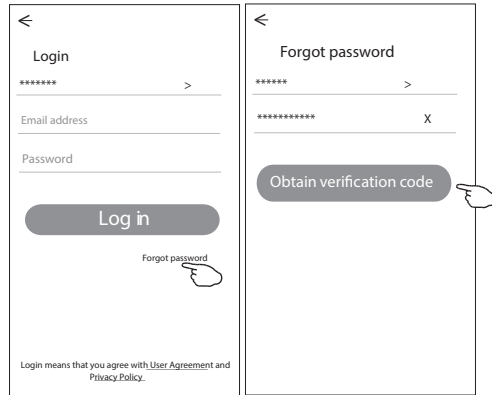 Login
*******
>
Email address
Password
Log in
Forgot password
Login means that you agree with User Agreement and
Privacy Policy
Forgot password
******
>
***********
X
Obtain verification code